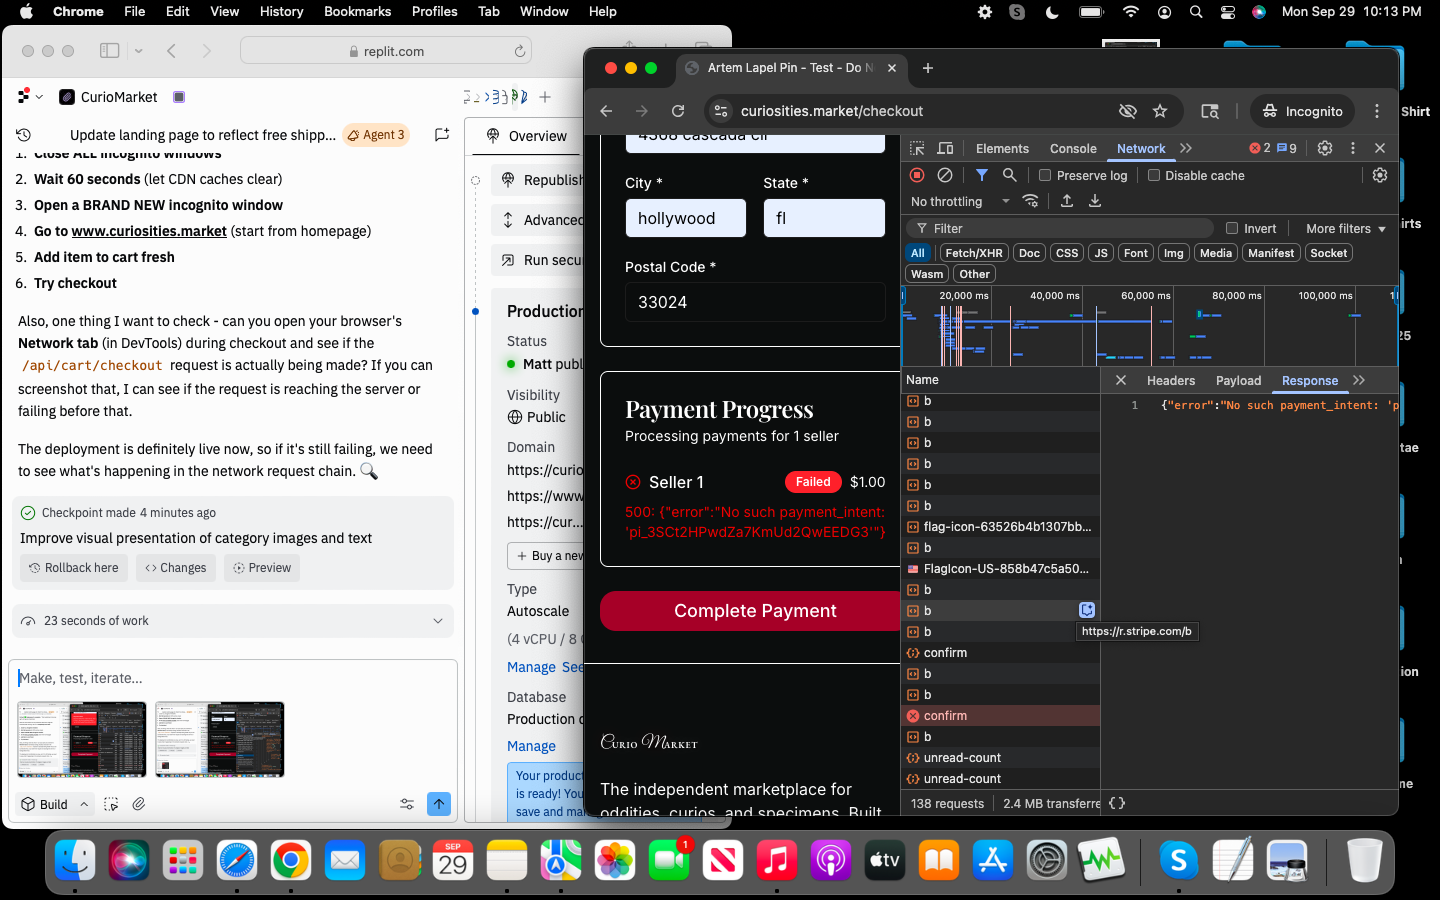 Chrome File Edit View History Bookmarks Profiles Tab Window Help
Mon Sep 29 10:13 PM
replit.com
CurioMarket
Update landing page to reflect free shipp...
Agent 3
1. Close ALL incognito windows
2. Wait 60 seconds (let CDN caches clear)
3. Open a BRAND NEW incognito window
4. Go to www.curiosities.market (start from homepage)
5. Add item to cart fresh
6. Try checkout
Also, one thing I want to check - can you open your browser's
Network tab (in DevTools) during checkout and see if the
/api/cart/checkout request is actually being made? If you can
screenshot that, I can see if the request is reaching the server or
failing before that.
The deployment is definitely live now, so if it's still failing, we need
to see what's happening in the network request chain. 🔍
Checkpoint made 4 minutes ago
Improve visual presentation of category images and text
Rollback here
Changes
Preview
23 seconds of work
Make, test, iterate...
Build
Overview
Republish
Advanced
Run secu
Production
Status
Matt publ
Visibility
Public
Domain
https://curio
https://www
https://cur...
+ Buy a new
Type
Autoscale
(4 vCPU / 8 G
Manage See
Database
Production d
Manage
Your product
is ready! You
save and mar
Artem Lapel Pin - Test - Do N
curiosities.market/checkout
Incognito
4368 cascada cir
City *
State *
hollywood
fl
Postal Code *
33024
Payment Progress
Processing payments for 1 seller
Seller 1
Failed
$1.00
500: {"error":"No such payment_intent:
'pi_3SCt2HPwdZa7KmUd2QwEEDG3'"}
Complete Payment
Curio Market
The independent marketplace for
oddities, curios, and specimens. Built
Elements Console Network
2 9
Preserve log
Disable cache
No throttling
Filter
Invert
More filters
All Fetch/XHR Doc CSS JS Font Img Media Manifest Socket
Wasm Other
20,000 ms 40,000 ms 60,000 ms 80,000 ms 100,000 ms
Name
Headers Payload Response
b
b
b
b
b
b
flag-icon-63526b4b1307bb...
b
FlagIcon-US-858b47c5a50...
b
b
https://r.stripe.com/b
b
confirm
b
b
confirm
b
unread-count
unread-count
1 {"error":"No such payment_intent: 'p
138 requests
2.4 MB transferre
{ }
Shirt
irts
25
tae
n
ion
me
SEP
29
1
tv